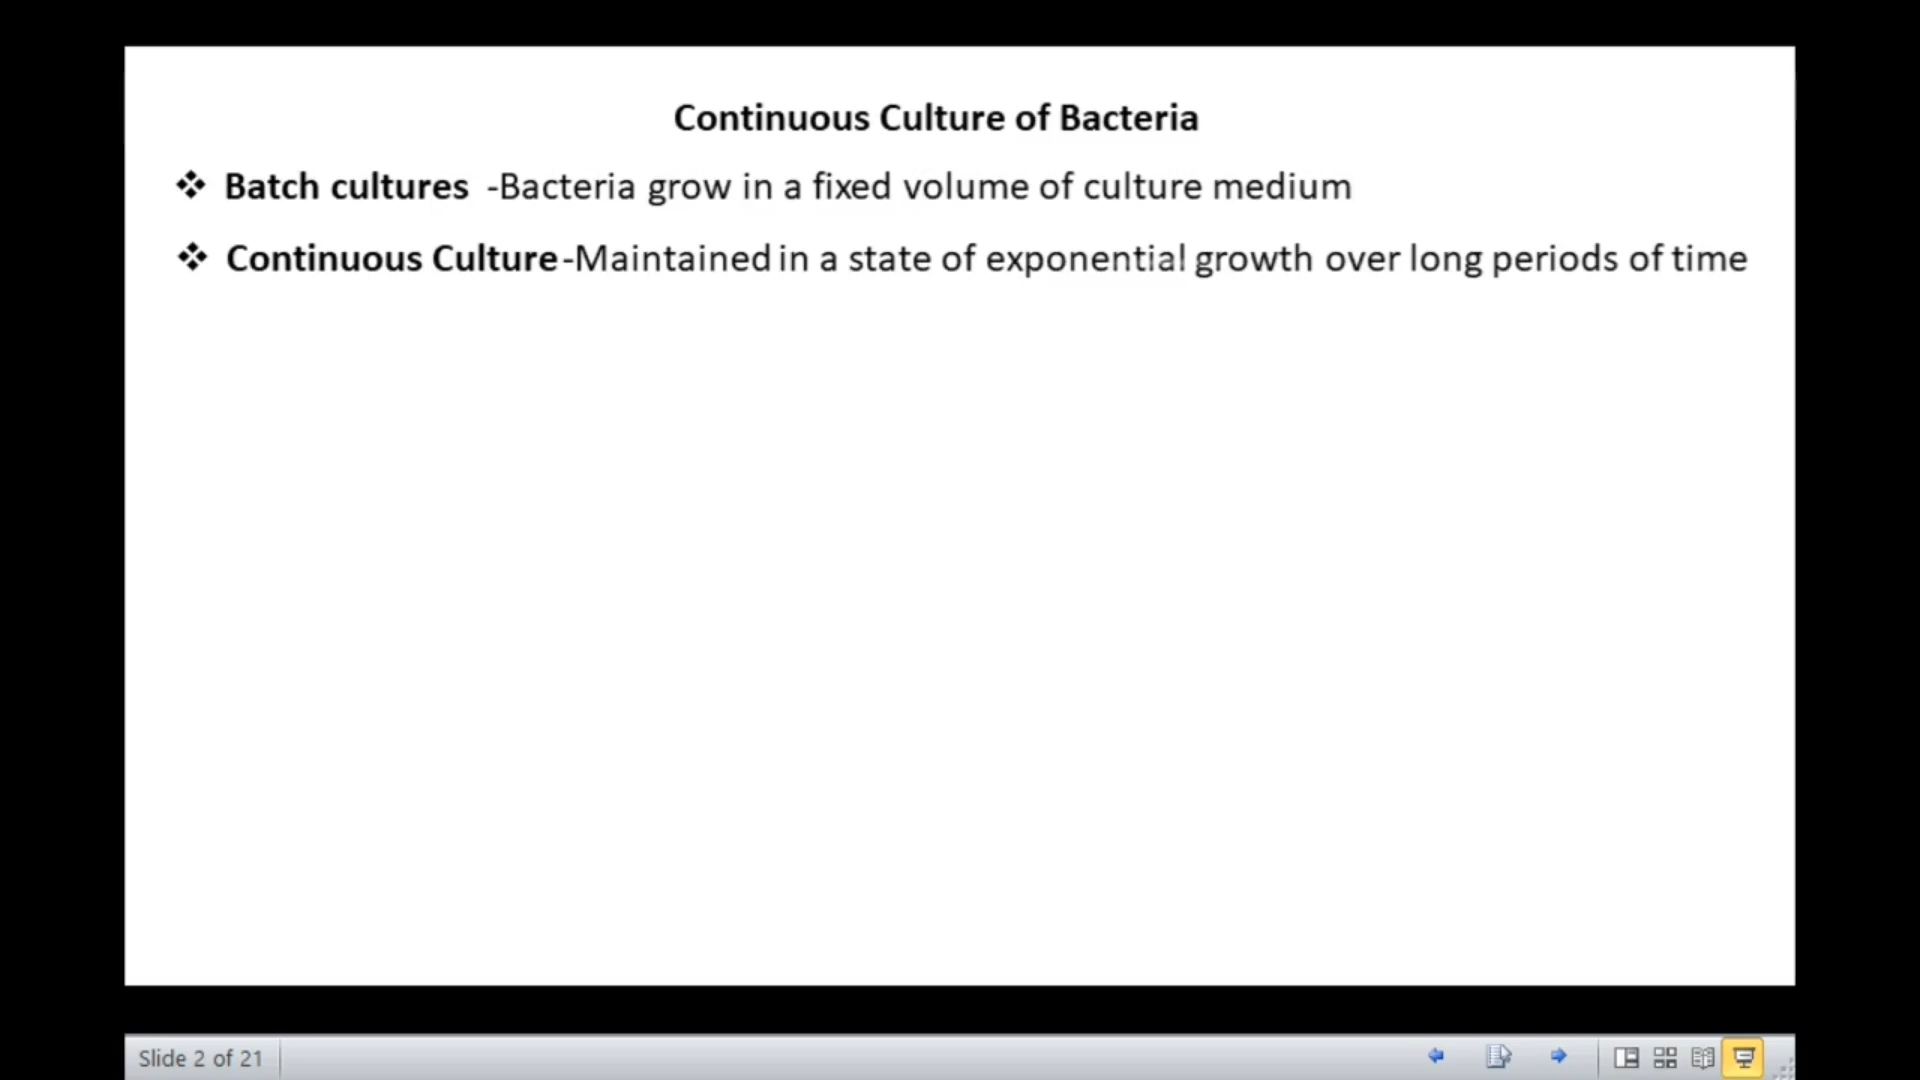 Continuous Culture of Bacteria
❖ Batch cultures -Bacteria grow in a fixed volume of culture medium
❖ Continuous Culture-Maintained in a state of exponential growth over long periods of time
Slide 2 of 21